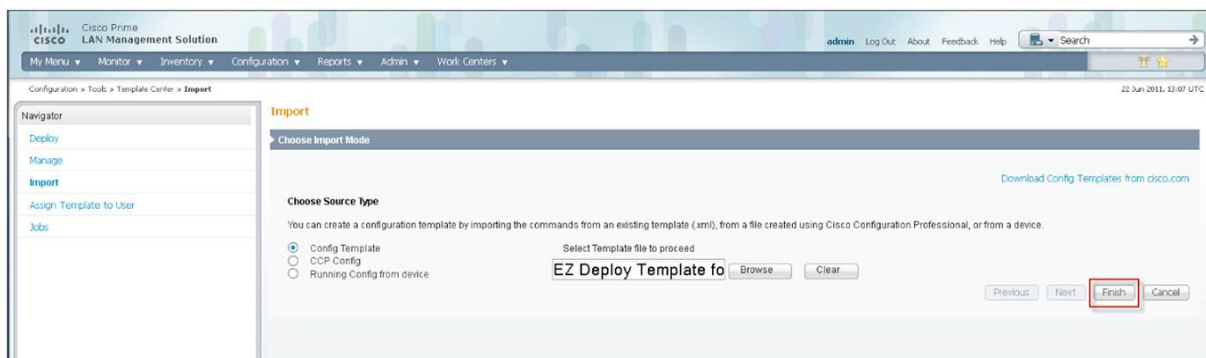 Cisco Prime
CISCO LAN Management Solution
admin Log Out About Feedback Help Search
My Menu Monitor Inventory Configuration Reports Admin Work Centers
Configuration > Tools > Template Center > Import
22 Jun 2011, 13:07 UTC
Navigator
Deploy
Manage
Import
Assign Template to User
Jobs
Import
Choose Import Mode
Download Config Templates from cisco.com
Choose Source Type
You can create a configuration template by importing the commands from an existing template (.xml), from a file created using Cisco Configuration Professional, or from a device.
Config Template
CCP Config
Running Config from device
Select Template file to proceed
EZ Deploy Template fo Browse Clear
Previous Next Finish Cancel